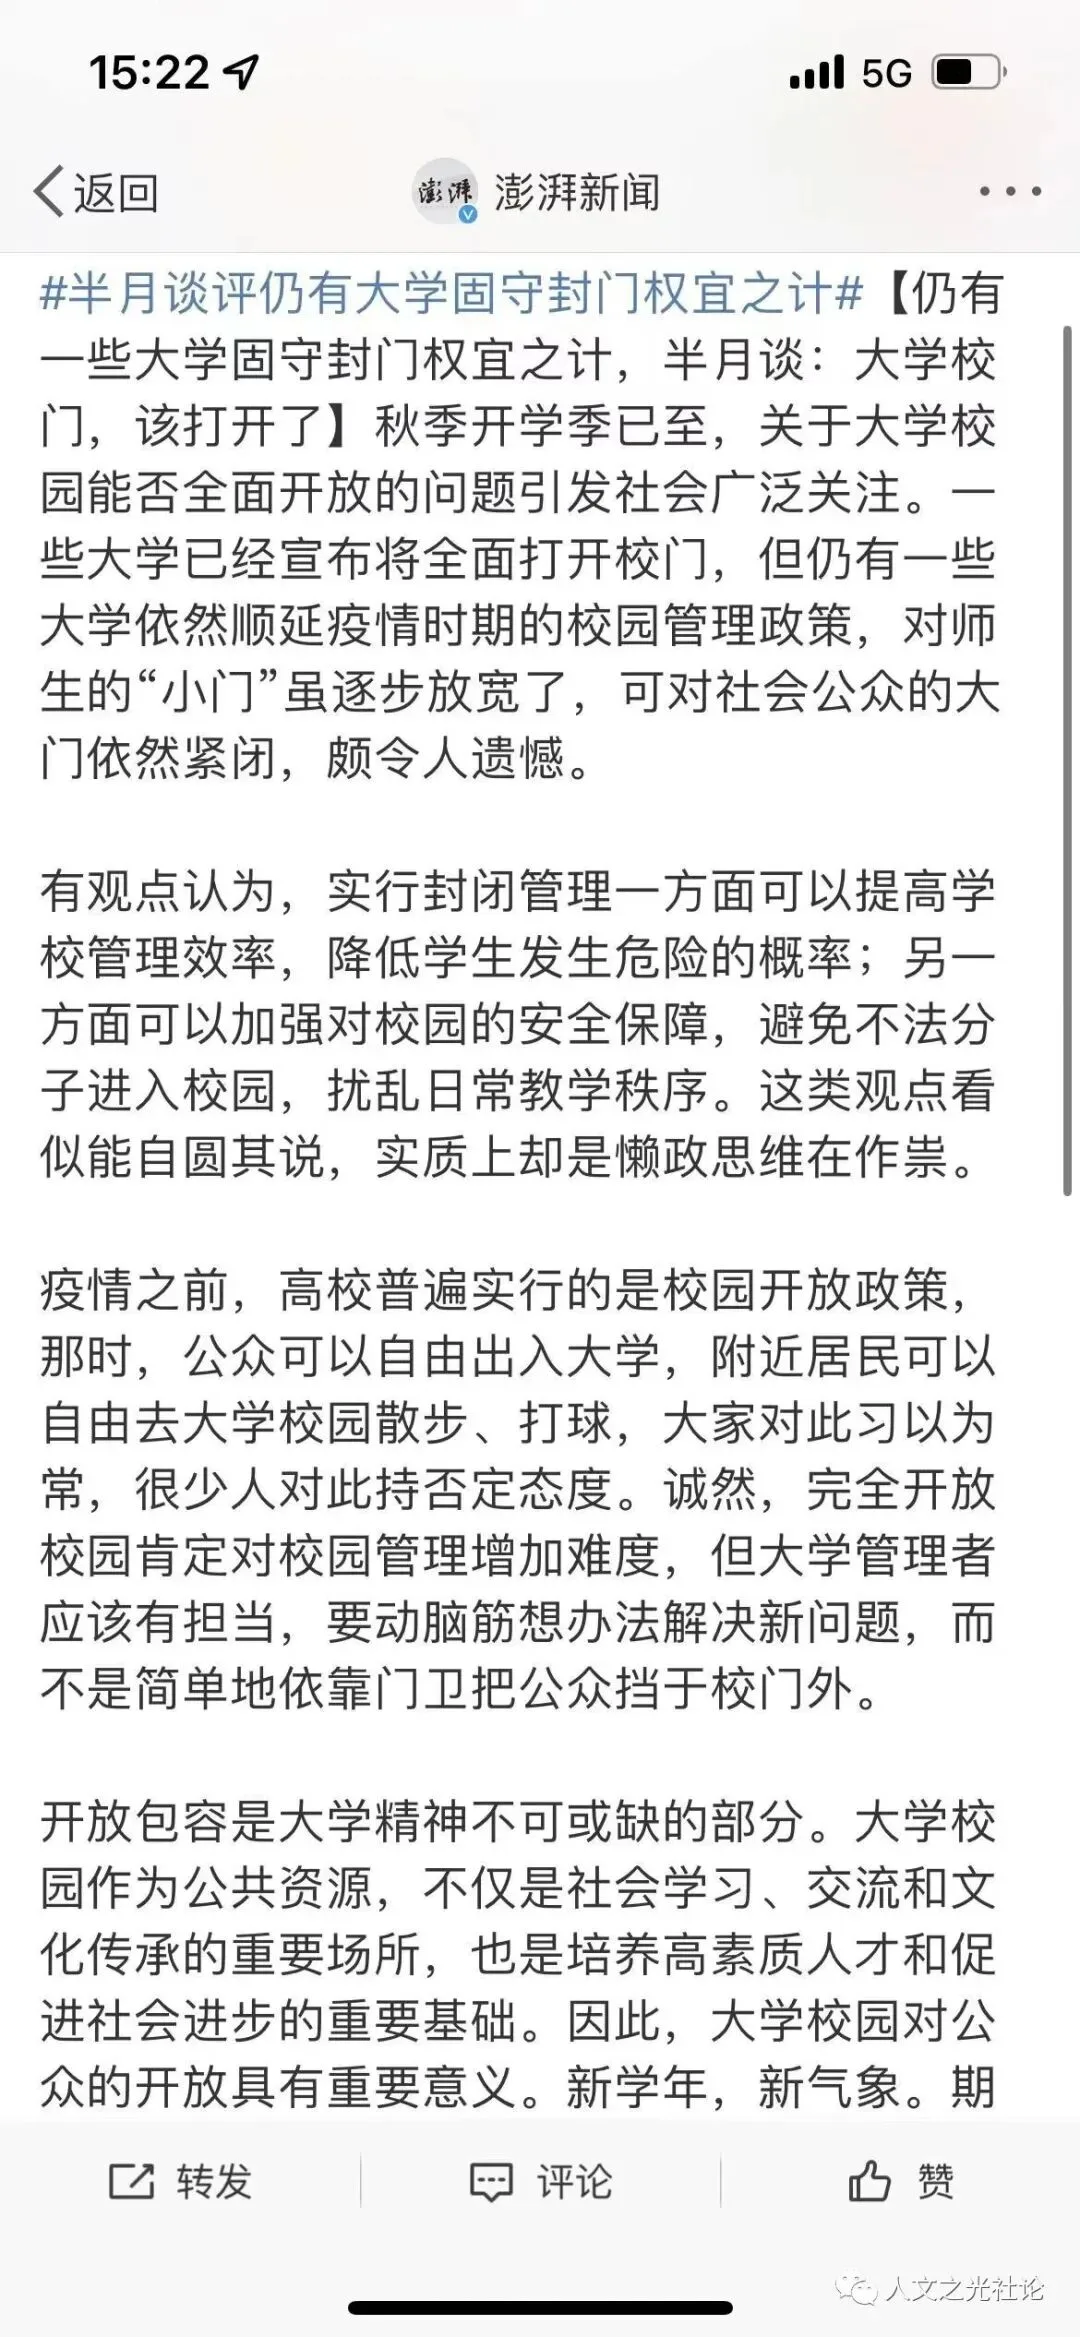 15:22
5G
返回
澎湃
澎湃新闻
#半月谈评仍有大学固守封门权宜之计#【仍有
一些大学固守封门权宜之计，半月谈：大学校
门，该打开了】秋季开学季已至，关于大学校
园能否全面开放的问题引发社会广泛关注。一
些大学已经宣布将全面打开校门，但仍有一些
大学依然顺延疫情时期的校园管理政策，对师
生的“小门”虽逐步放宽了，可对社会公众的大
门依然紧闭，颇令人遗憾。
有观点认为，实行封闭管理一方面可以提高学
校管理效率，降低学生发生危险的概率；另一
方面可以加强对校园的安全保障，避免不法分
子进入校园，扰乱日常教学秩序。这类观点看
似能自圆其说，实质上却是懒政思维在作祟。
疫情之前，高校普遍实行的是校园开放政策，
那时，公众可以自由出入大学，附近居民可以
自由去大学校园散步、打球，大家对此习以为
常，很少人对此持否定态度。诚然，完全开放
校园肯定对校园管理增加难度，但大学管理者
应该有担当，要动脑筋想办法解决新问题，而
不是简单地依靠门卫把公众挡于校门外。
开放包容是大学精神不可或缺的部分。大学校
园作为公共资源，不仅是社会学习、交流和文
化传承的重要场所，也是培养高素质人才和促
进社会进步的重要基础。因此，大学校园对公
众的开放具有重要意义。新学年，新气象。期
转发
评论
赞
人文之光社论